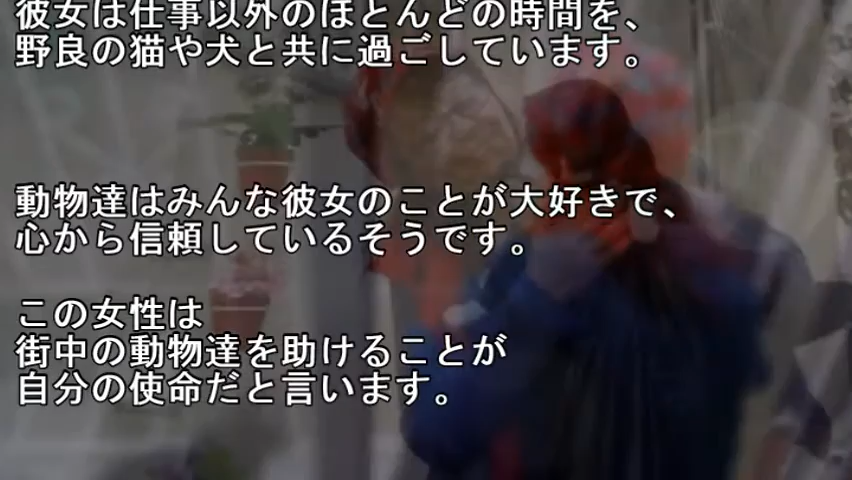 彼女は仕事以外のほとんどの時間を、
野良の猫や犬と共に過ごしています。
動物達はみんな彼女のことが大好きで、
心から信頼しているそうです。
この女性は
街中の動物達を助けることが
自分の使命だと言います。